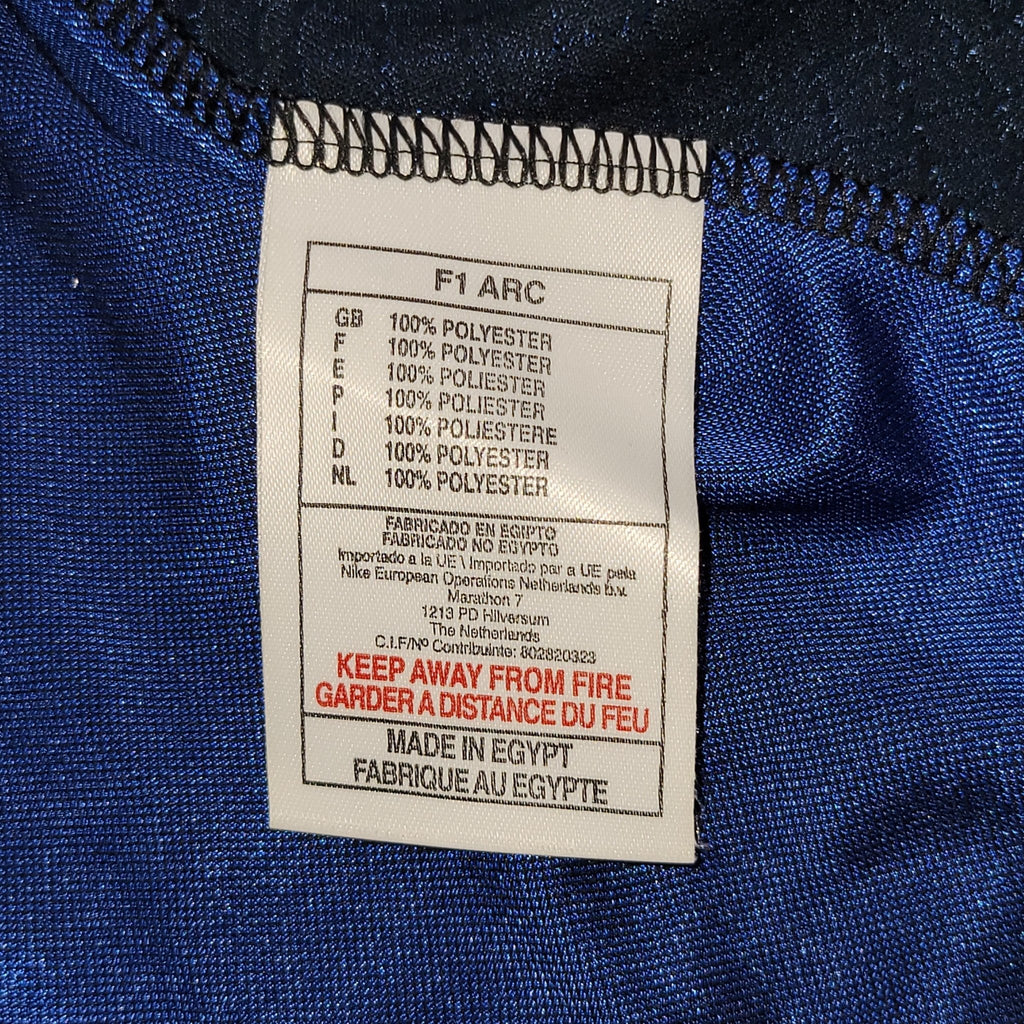 F1 ARC
GB 100% POLYESTER
F 100% POLYESTER
E 100% POLIESTER
P 100% POLIESTER
I 100% POLIESTERE
D 100% POLYESTER
NL 100% POLYESTER
FABRICADO EN EGIPTO
FABRICADO NO EGYPTO
Importado a la UE \ Importado par a UE pela
Nike European Operations Netherlands b.v.
Marathon 7
1213 PD Hilversum
The Netherlands
C.I.F/Nº Contribuinte: 802820323
KEEP AWAY FROM FIRE
GARDER A DISTANCE DU FEU
MADE IN EGYPT
FABRIQUE AU EGYPTE